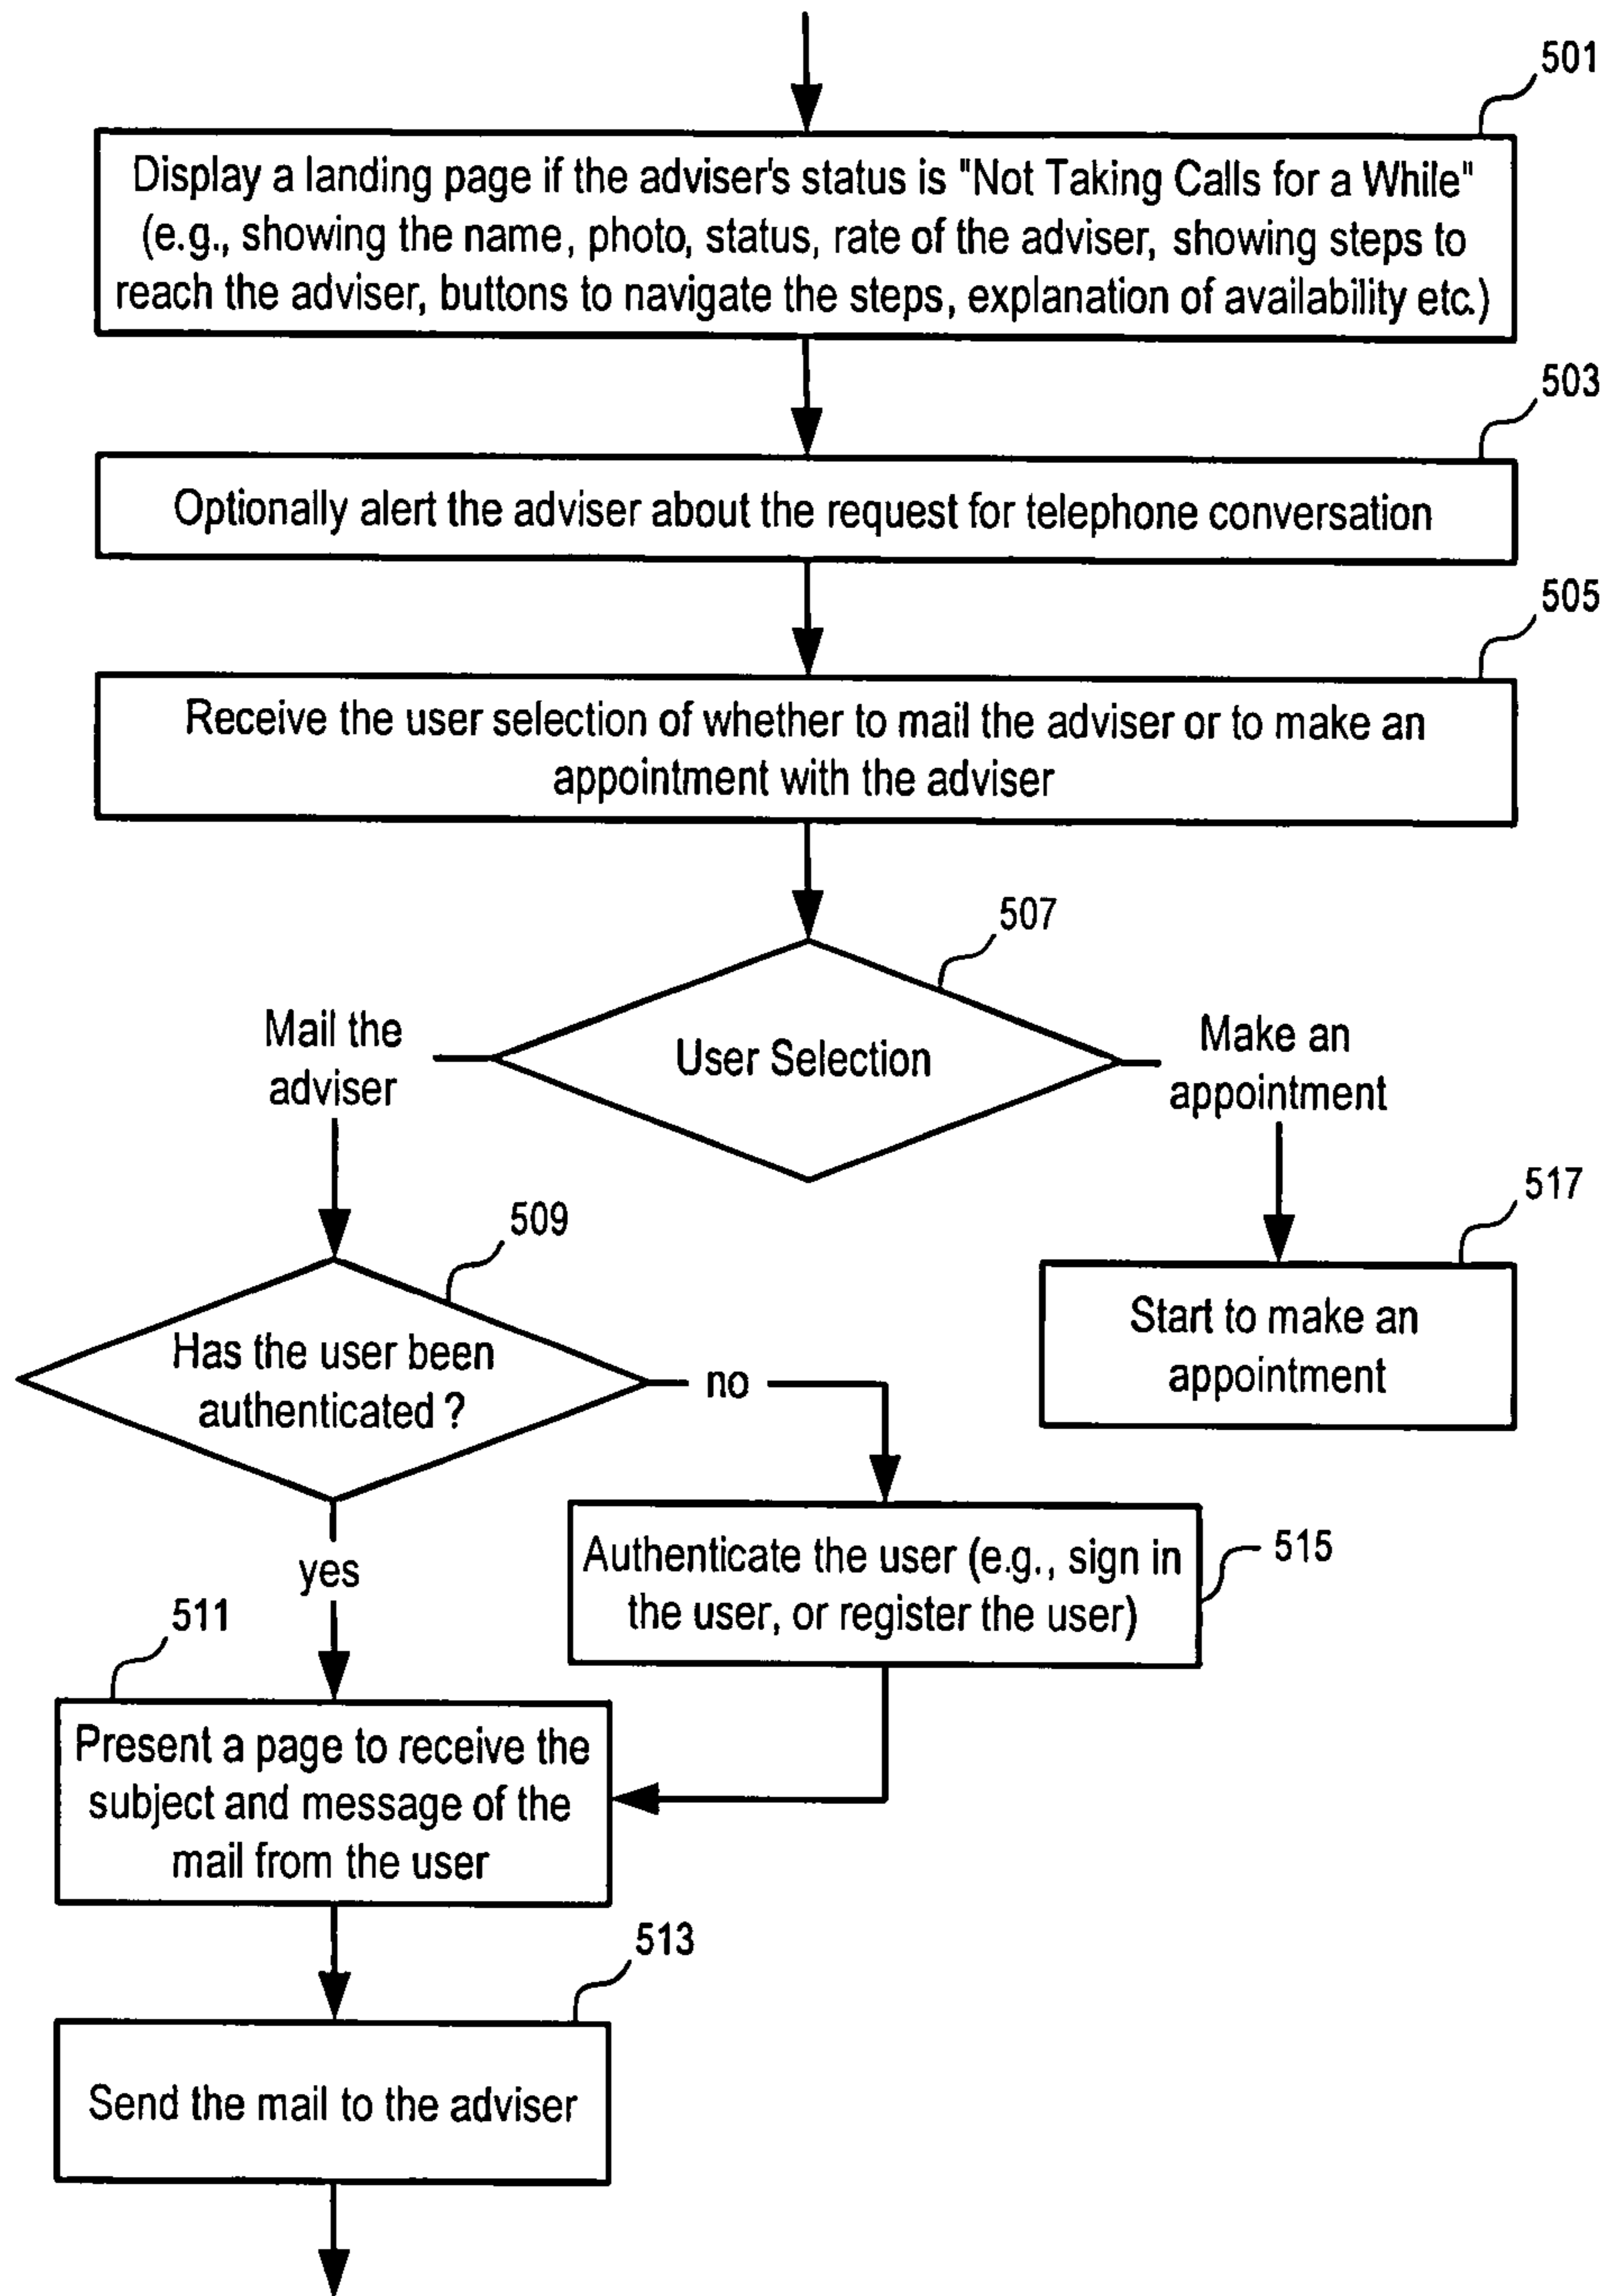 501
Display a landing page if the adviser's status is "Not Taking Calls for a While"
(e.g., showing the name, photo, status, rate of the adviser, showing steps to
reach the adviser, buttons to navigate the steps, explanation of availability etc.)
503
Optionally alert the adviser about the request for telephone conversation
505
Receive the user selection of whether to mail the adviser or to make an
appointment with the adviser
507
User Selection
Mail the
adviser
Make an
appointment
509
Has the user been
authenticated ?
no
yes
517
Start to make an
appointment
515
Authenticate the user (e.g., sign in
the user, or register the user)
511
Present a page to receive the
subject and message of the
mail from the user
513
Send the mail to the adviser